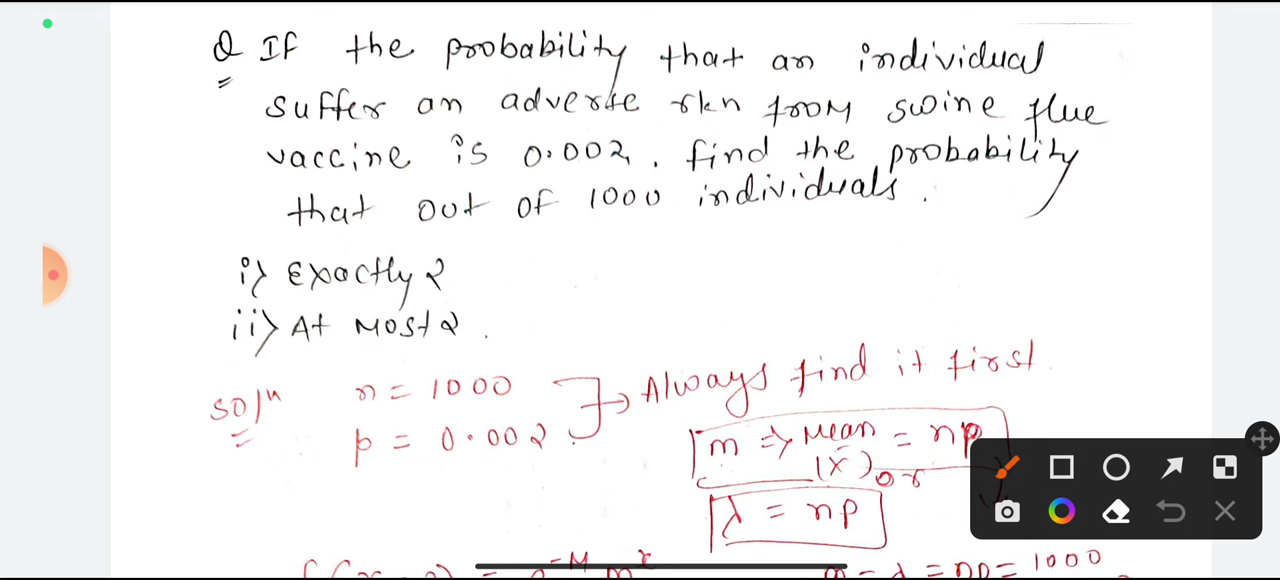 Q If the probability that an individual
suffer an adverse rkn from swine flue
vaccine is 0.002. find the probability
that out of 1000 individuals.
i) Exactly 2
ii) At Most 2.
Soln n = 1000 → Always find it first.
p = 0.002
m => Mean = np
(x̄) or
λ = np
m = λ = np = 1000